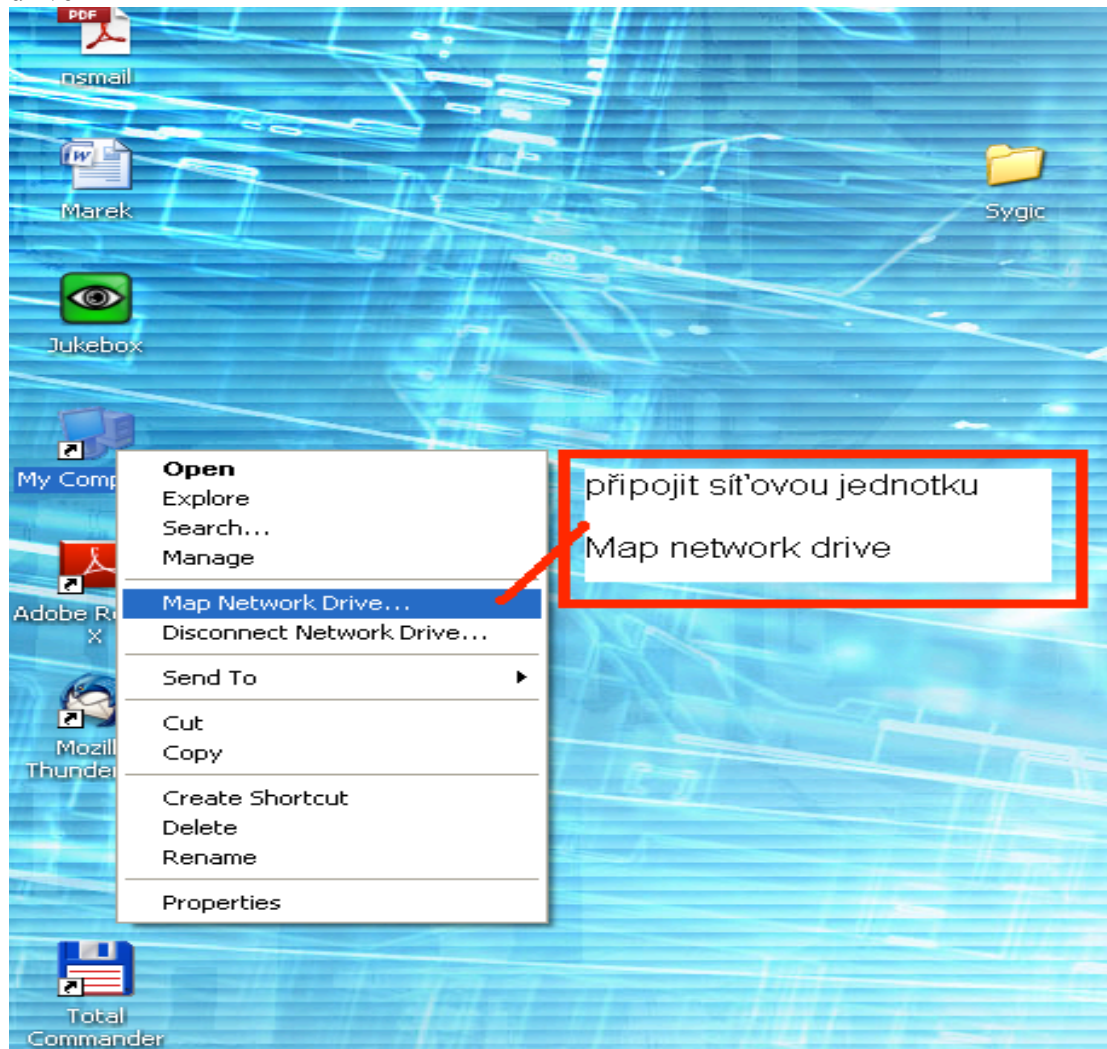 PDF
nsmail
Marek
Sygic
Jukebox
My Comp
Open
Explore
Search...
Manage
Map Network Drive...
Disconnect Network Drive...
Send To
Cut
Copy
Create Shortcut
Delete
Rename
Properties
připojit síťovou jednotku
Map network drive
Adobe R
X
Mozill
Thunde
Total
Commander